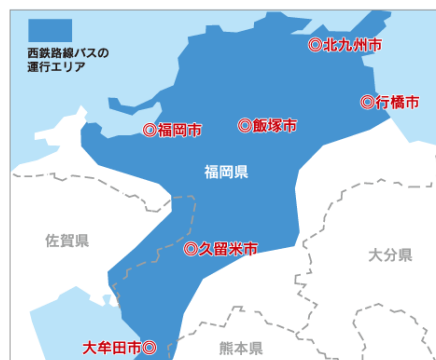 西鉄路線バスの
運行エリア
◎北九州市
◎行橋市
◎福岡市
◎飯塚市
福岡県
佐賀県
◎久留米市
大分県
大牟田市◎
熊本県